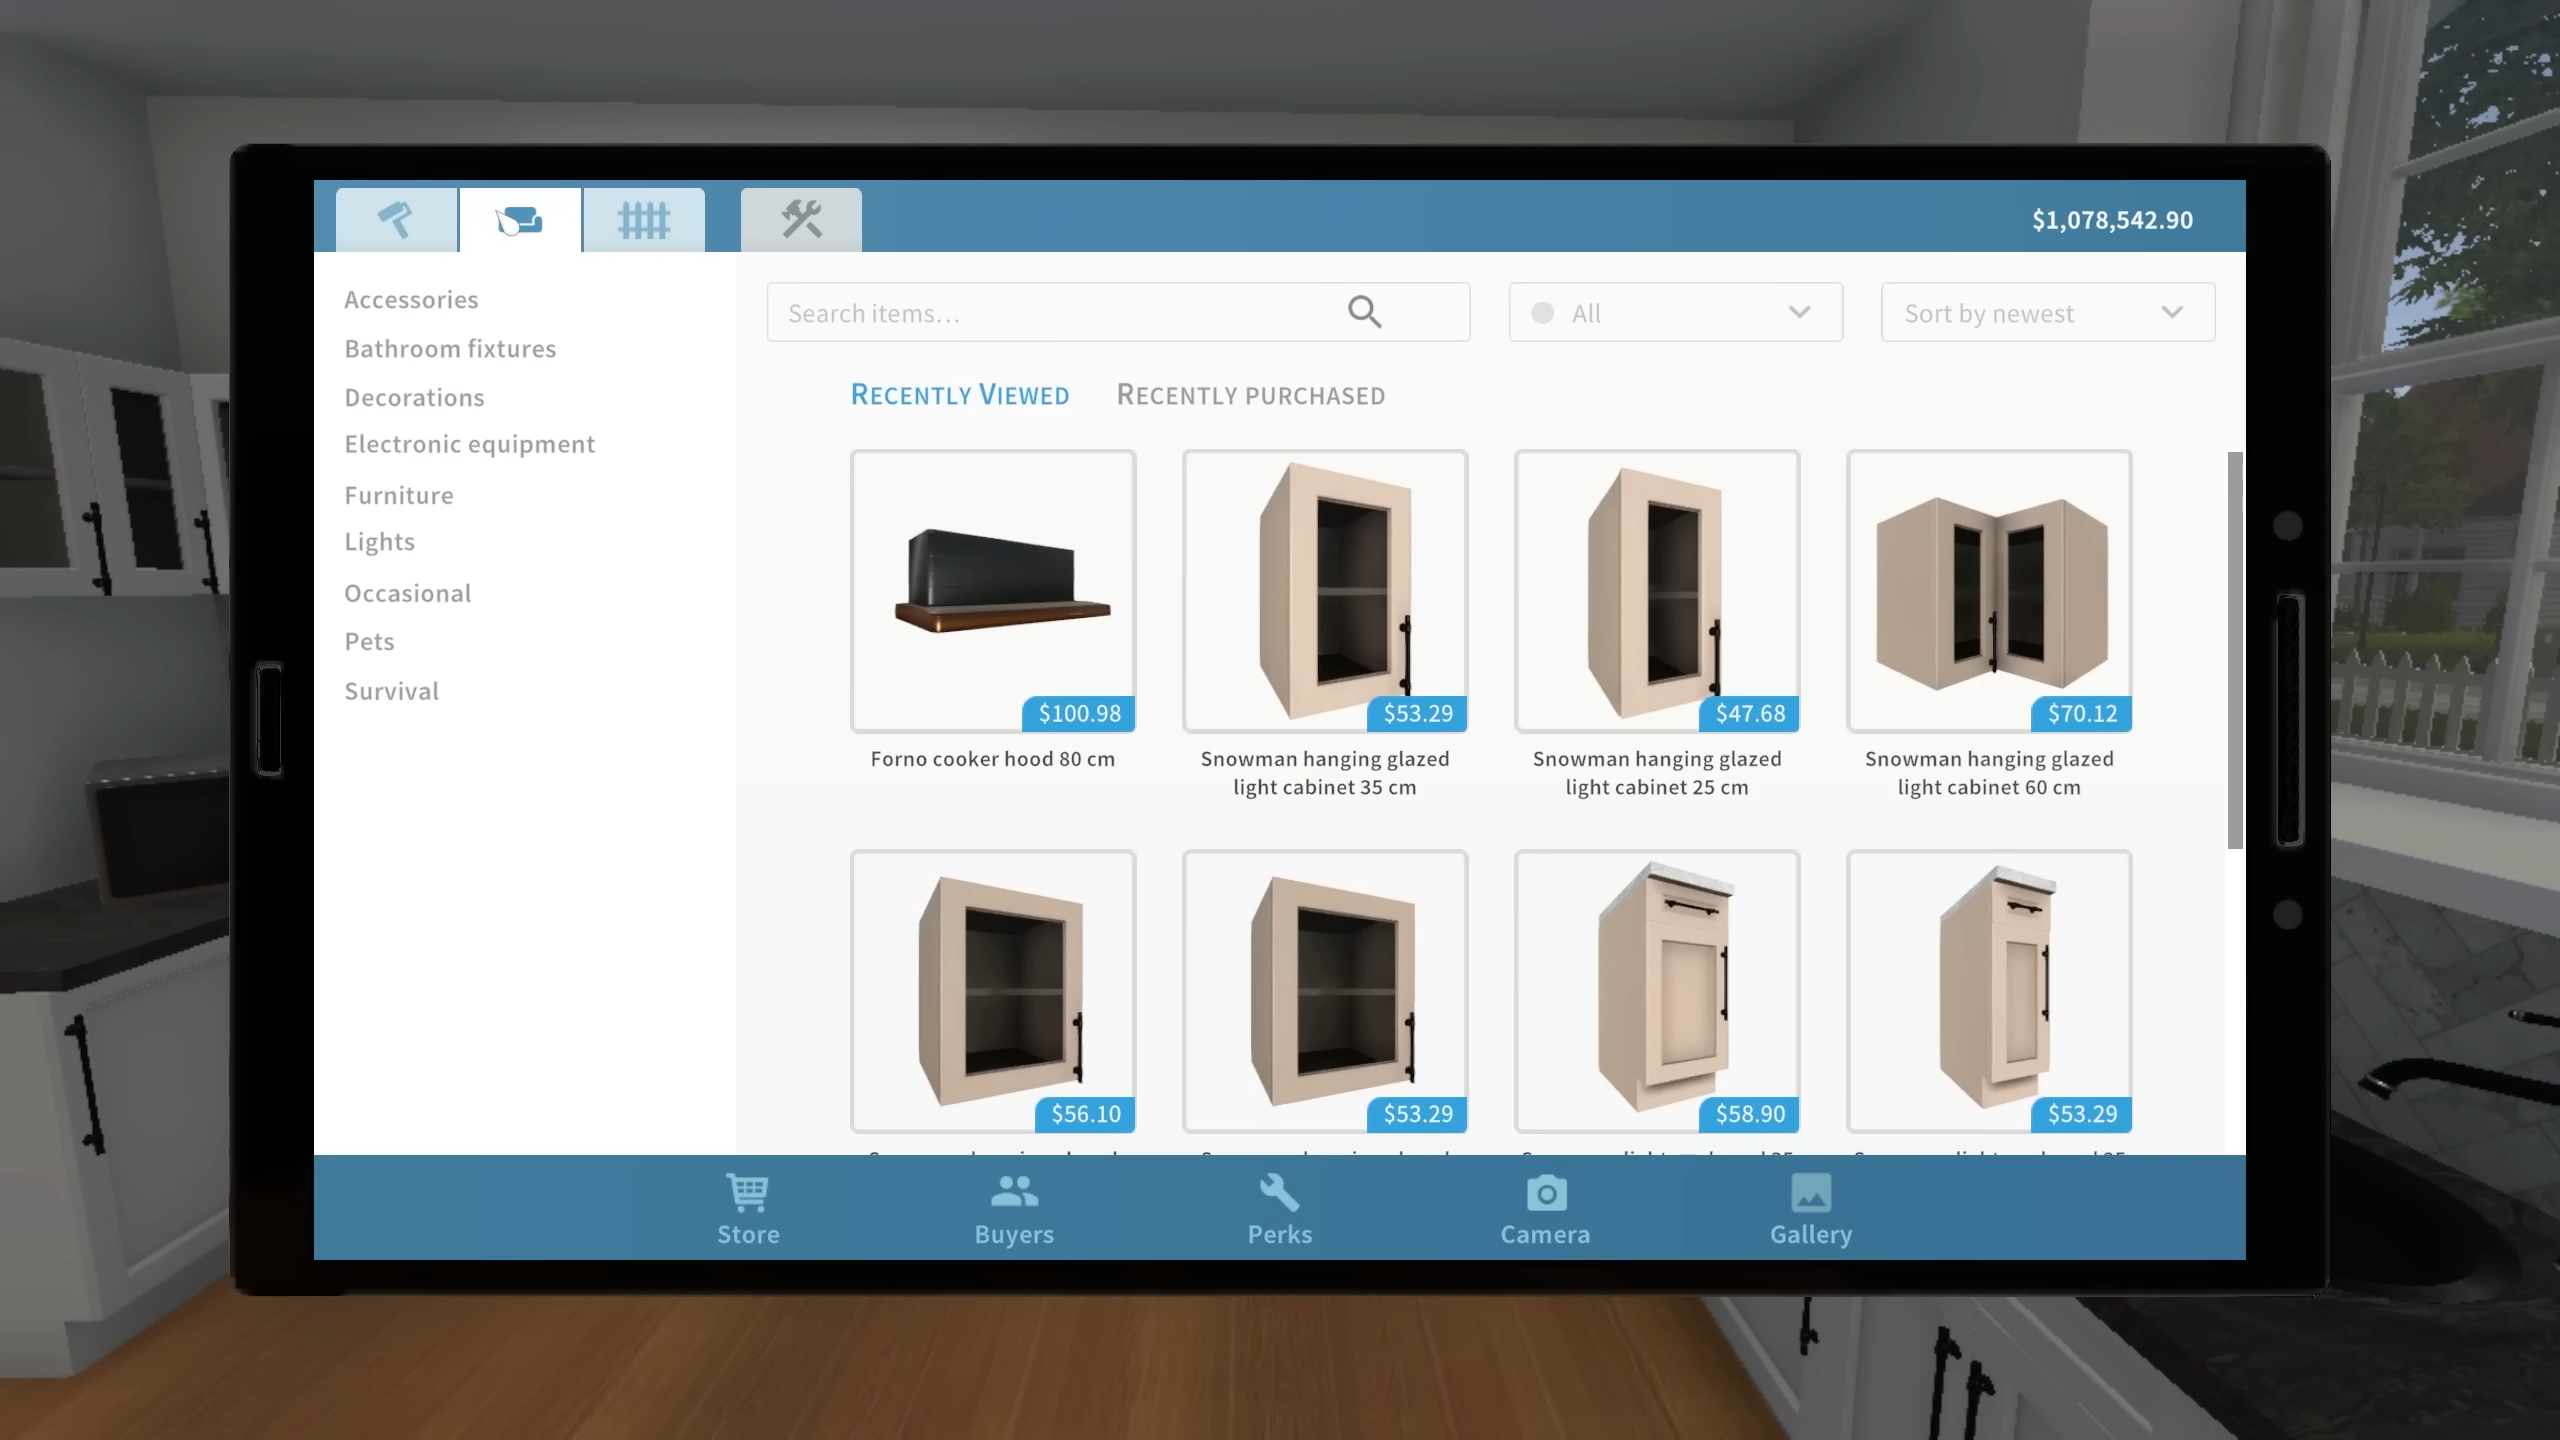 $1,078,542.90
Accessories
Bathroom fixtures
Decorations
Electronic equipment
Furniture
Lights
Occasional
Pets
Survival
Search items...
All
Sort by newest
RECENTLY VIEWED
RECENTLY PURCHASED
$100.98
$53.29
$47.68
$70.12
Forno cooker hood 80 cm
Snowman hanging glazed
light cabinet 35 cm
Snowman hanging glazed
light cabinet 25 cm
Snowman hanging glazed
light cabinet 60 cm
$56.10
$53.29
$58.90
$53.29
Store
Buyers
Perks
Camera
Gallery